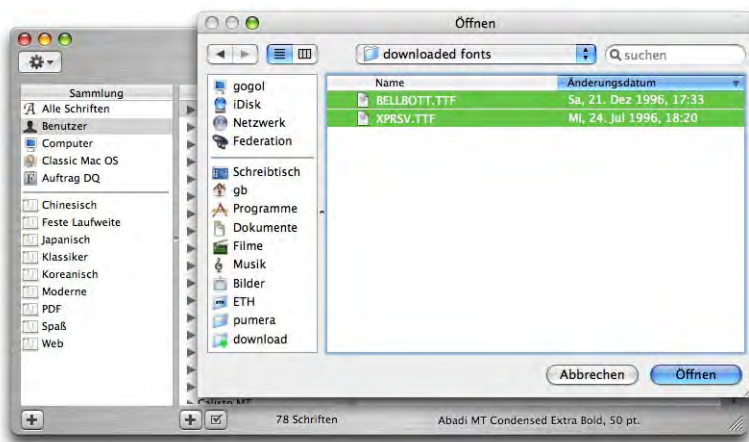 Öffnen
downloaded fonts
suchen
Sammlung
Alle Schriften
Benutzer
Computer
Classic Mac OS
Auftrag DQ
Chinesisch
Feste Laufweite
Japanisch
Klassiker
Koreanisch
Moderne
PDF
Spaß
Web
gogol
iDisk
Netzwerk
Federation
Schreibtisch
gb
Programme
Dokumente
Filme
Musik
Bilder
ETH
pumera
download
Name Änderungsdatum
BELLBOTT.TTF Sa, 21. Dez 1996, 17:33
XPRSV.TTF Mi, 24. Jul 1996, 18:20
Abbrechen Öffnen
Calisto MT
78 Schriften Abadi MT Condensed Extra Bold, 50 pt.